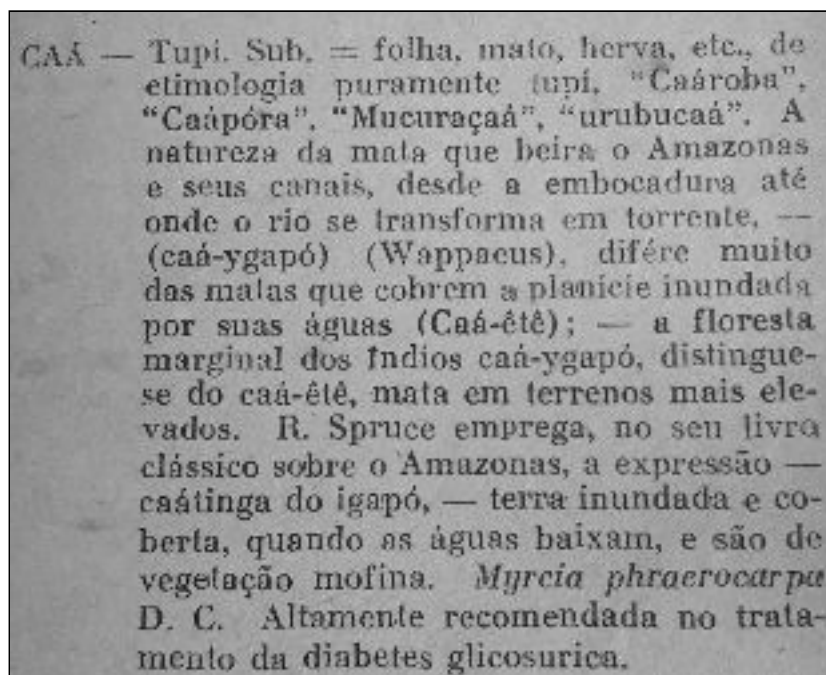 CAÁ — Tupi. Sub. = folha, mato, herva, etc., de
etimologia puramente tupí, “Caároba”,
“Caápóra”, “Mucuraçaá”, “urubucaá”. A
natureza da mata que beira o Amazonas
e seus canais, desde a embocadura até
onde o rio se transforma em torrente, —
(caá-ygapó) (Wappaeus), difére muito
das matas que cobrem a planície inundada
por suas águas (Caá-êtê); — a floresta
marginal dos Índios caá-ygapó, distingue-
se do caá-êtê, mata em terrenos mais ele-
vados. R. Spruce emprega, no seu livro
clássico sobre o Amazonas, a expressão —
caátinga do igapó, — terra inundada e co-
berta, quando as águas baixam, e são de
vegetação mofina. Myrcia phraerocarpa
D. C. Altamente recomendada no trata-
mento da diabetes glicosurica.